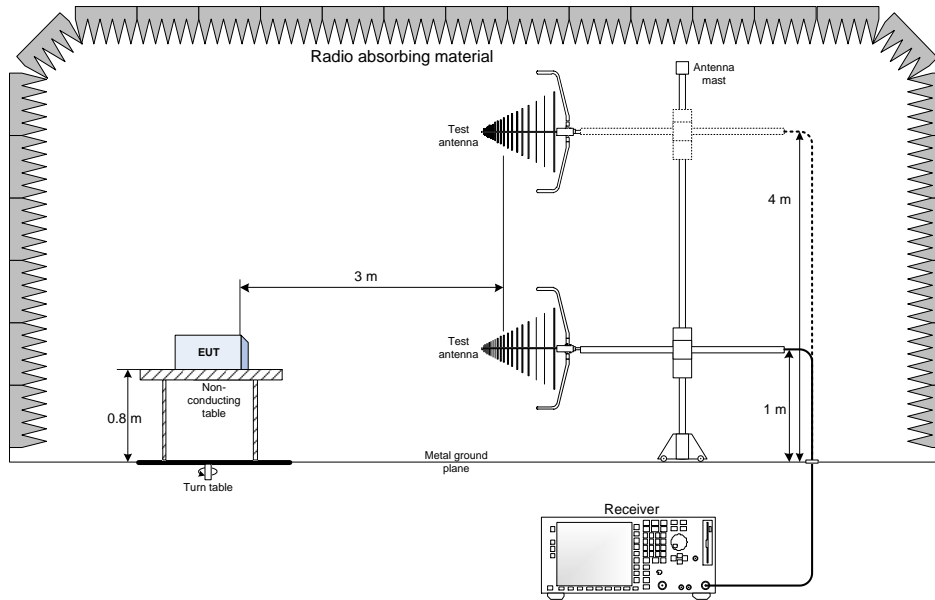 Radio absorbing material
Antenna
mast
Test
antenna
4 m
3 m
Test
antenna
EUT
Non-
conducting
table
0.8 m
1 m
Metal ground
plane
Turn table
Receiver